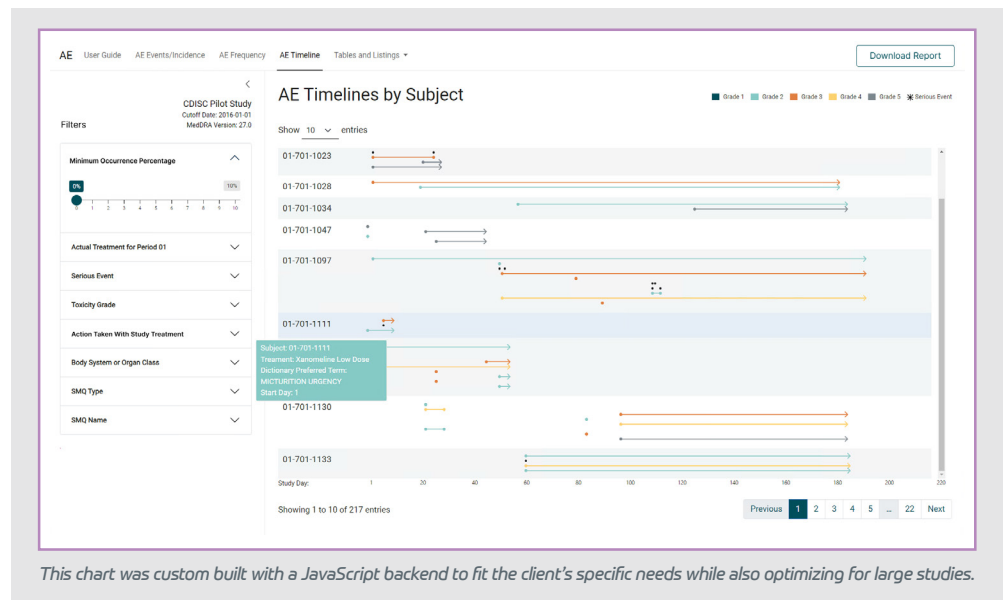 AE User Guide AE Events/Incidence AE Frequency AE Timeline Tables and Listings Download Report
CDISC Pilot Study
Cutoff Date: 2016-01-01
Filters MedDRA Version: 27.0
Minimum Occurrence Percentage
0% 10%
0 1 2 3 4 5 6 7 8 9 10
Actual Treatment for Period 01
Serious Event
Toxicity Grade
Action Taken With Study Treatment
Body System or Organ Class
SMQ Type
SMQ Name
AE Timelines by Subject
Grade 1 Grade 2 Grade 3 Grade 4 Grade 5 Serious Event
Show 10 entries
01-701-1023
01-701-1028
01-701-1034
01-701-1047
01-701-1097
01-701-1111
Subject: 01-701-1111
Treament: Xanomeline Low Dose
Dictionary Preferred Term:
MICTURITION URGENCY
Start Day: 1
01-701-1130
01-701-1133
Study Day: 1 20 40 60 80 100 120 140 160 180 200 220
Showing 1 to 10 of 217 entries
Previous 1 2 3 4 5 ... 22 Next
This chart was custom built with a JavaScript backend to fit the client's specific needs while also optimizing for large studies.